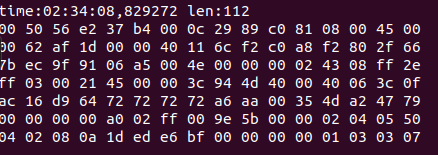 time:02:34:08,829272 len:112
00 50 56 e2 37 b4 00 0c 29 89 c0 81 08 00 45 00
00 62 af 1d 00 00 40 11 6c f2 c0 a8 f2 80 2f 66
7b ec 9f 91 06 a5 00 4e 00 00 00 02 43 08 ff 2e
ff 03 00 21 45 00 00 3c 94 4d 40 00 40 06 3c 0f
ac 16 d9 64 72 72 72 72 a6 aa 00 35 4d a2 47 79
00 00 00 00 a0 02 ff 00 9e 5b 00 00 02 04 05 50
04 02 08 0a 1d ed e6 bf 00 00 00 00 01 03 03 07